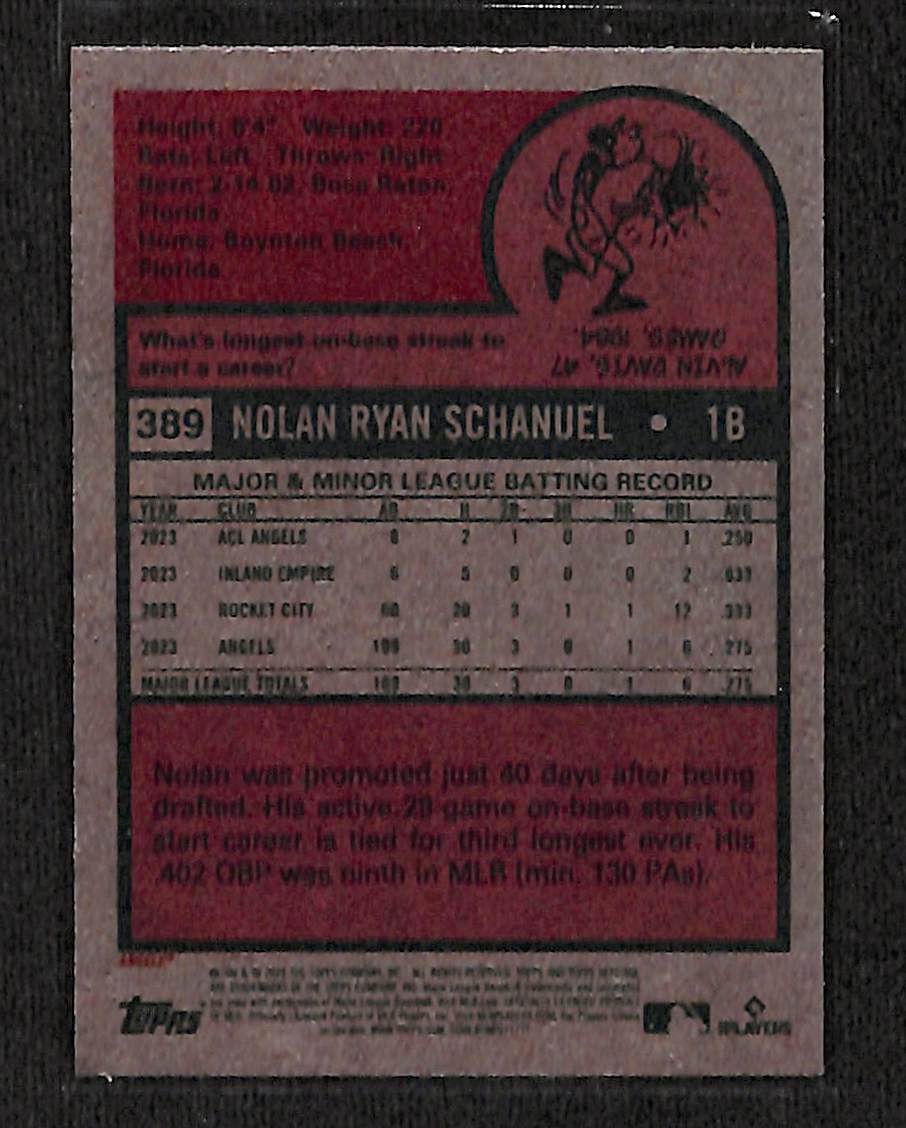 Height: 6'4" Weight: 220
Bats: Left Throws: Right
Born: 2-14-02, Boca Raton,
Florida
Home: Boynton Beach,
Florida
What's longest on-base streak to
start a career?
ALVIN DAVIS, 47
GAMES, 1984.
389 NOLAN RYAN SCHANUEL • 1B
MAJOR & MINOR LEAGUE BATTING RECORD
YEAR CLUB AB H 2B 3B HR RBI AVG
2023 ACL ANGELS 8 2 1 0 0 1 .250
2023 INLAND EMPIRE 6 5 0 0 0 2 .833
2023 ROCKET CITY 60 20 3 1 1 12 .333
2023 ANGELS 109 30 3 0 1 6 .275
MAJOR LEAGUE TOTALS 109 30 3 0 1 6 .275
Nolan was promoted just 40 days after being
drafted. His active 29-game on-base streak to
start career is tied for third longest ever. His
.402 OBP was ninth in MLB (min. 130 PAs).
ANGELS
TOPPS
PLAYERS